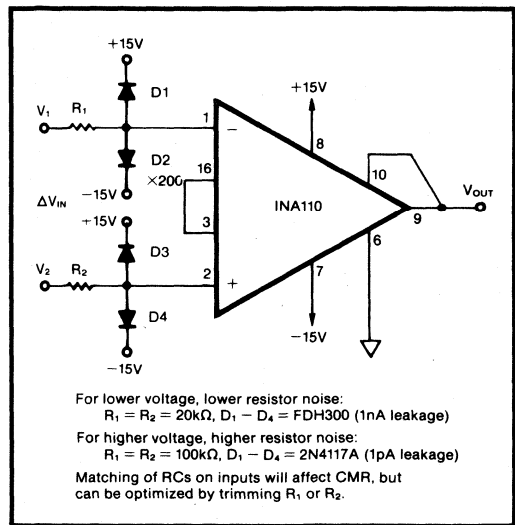 +15V
D1
V₁
R₁
1
−
D2
−15V
×200
16
ΔVIN
+15V
3
D3
V₂
R₂
2
+
D4
−15V
+15V
8
10
INA110
VOUT
9
6
7
−15V
For lower voltage, lower resistor noise:
R₁ = R₂ = 20kΩ, D₁ − D₄ = FDH300 (1nA leakage)
For higher voltage, higher resistor noise:
R₁ = R₂ = 100kΩ, D₁ − D₄ = 2N4117A (1pA leakage)
Matching of RCs on inputs will affect CMR, but
can be optimized by trimming R₁ or R₂.